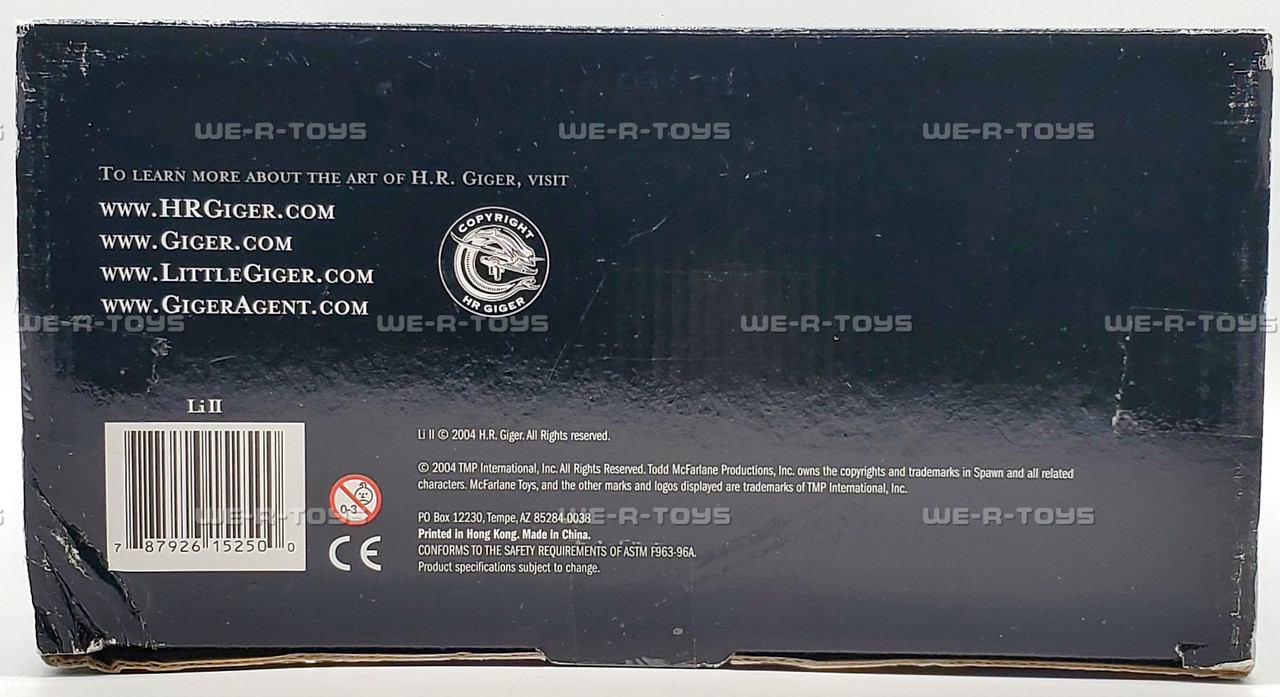 WE-R-TOYS WE-R-TOYS WE-R-TOYS
To learn more about the art of H.R. Giger, visit
www.HRGiger.com
www.Giger.com
www.LittleGiger.com
www.GigerAgent.com
COPYRIGHT
HR GIGER
WE-R-TOYS WE-R-TOYS WE-R-TOYS WE-R-TOYS
Li II
Li II © 2004 H.R. Giger. All Rights reserved.
© 2004 TMP International, Inc. All Rights Reserved. Todd McFarlane Productions, Inc. owns the copyrights and trademarks in Spawn and all related
characters. McFarlane Toys, and the other marks and logos displayed are trademarks of TMP International, Inc.
0-3
WE-R-TOYS WE-R-TOYS WE-R-TOYS
PO Box 12230, Tempe, AZ 85284-0038
Printed in Hong Kong. Made in China.
CONFORMS TO THE SAFETY REQUIREMENTS OF ASTM F963-96A.
Product specifications subject to change.
7 87926 15250 0
CE